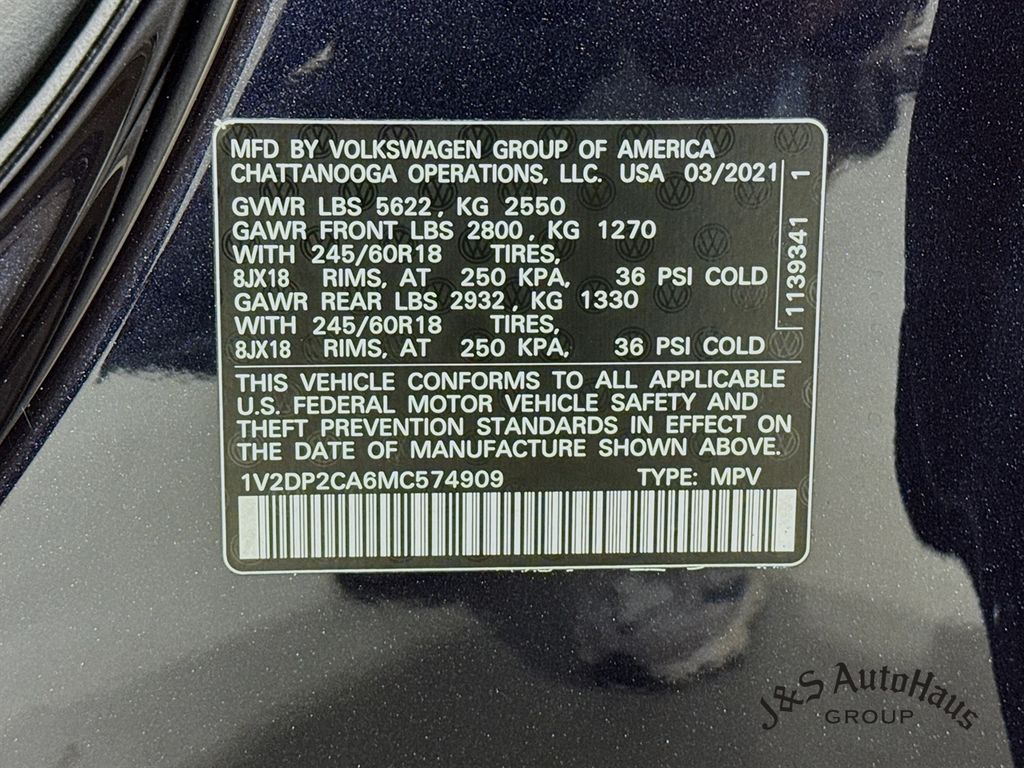 MFD BY VOLKSWAGEN GROUP OF AMERICA
CHATTANOOGA OPERATIONS, LLC. USA 03/2021
GVWR LBS 5622, KG 2550
GAWR FRONT LBS 2800, KG 1270
WITH 245/60R18 TIRES,
8JX18 RIMS, AT 250 KPA, 36 PSI COLD
GAWR REAR LBS 2932, KG 1330
WITH 245/60R18 TIRES,
8JX18 RIMS, AT 250 KPA, 36 PSI COLD
1139341 1
THIS VEHICLE CONFORMS TO ALL APPLICABLE
U.S. FEDERAL MOTOR VEHICLE SAFETY AND
THEFT PREVENTION STANDARDS IN EFFECT ON
THE DATE OF MANUFACTURE SHOWN ABOVE.
1V2DP2CA6MC574909 TYPE: MPV
J&S AutoHaus
GROUP